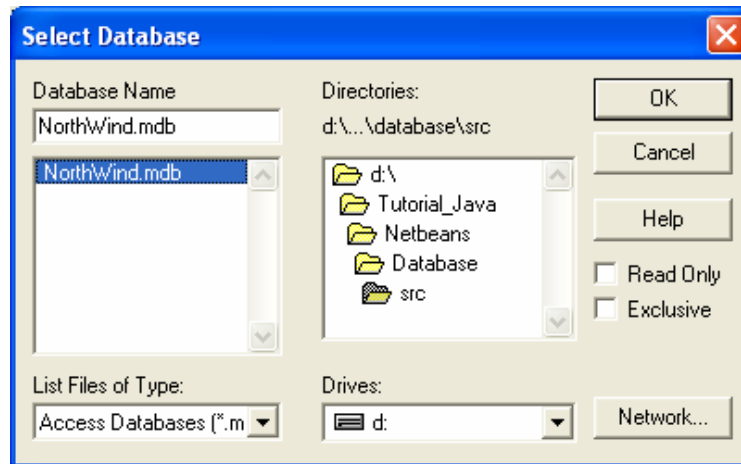 Select Database
Database Name
NorthWind.mdb
NorthWind.mdb
List Files of Type:
Access Databases (*.m
Directories:
d:\...\database\src
d:\
Tutorial_Java
Netbeans
Database
src
Drives:
d:
OK
Cancel
Help
Read Only
Exclusive
Network...